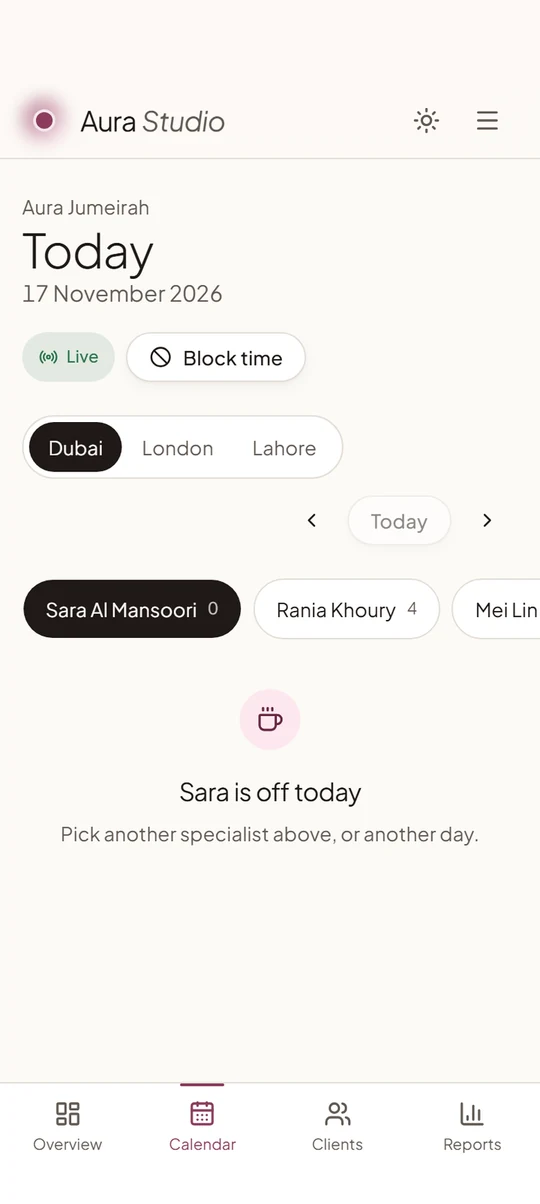 Aura Studio
Aura Jumeirah
Today
17 November 2026
Live
Block time
Dubai London Lahore
Today
Sara Al Mansoori 0 Rania Khoury 4 Mei Lin
Sara is off today
Pick another specialist above, or another day.
Overview Calendar Clients Reports